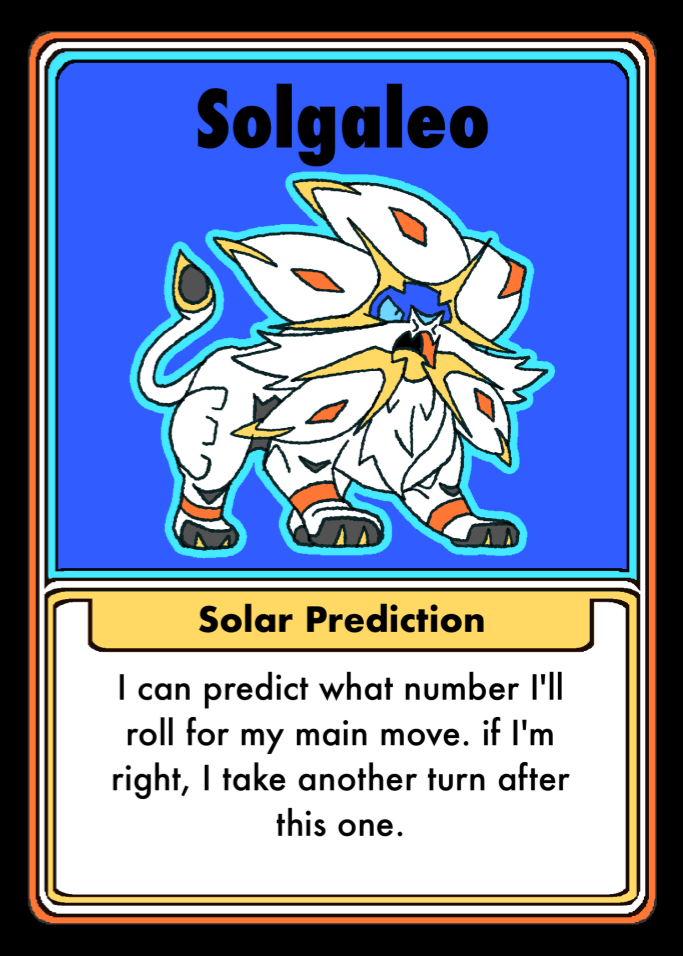 Solgaleo
Solar Prediction
I can predict what number I'll
roll for my main move. if I'm
right, I take another turn after
this one.